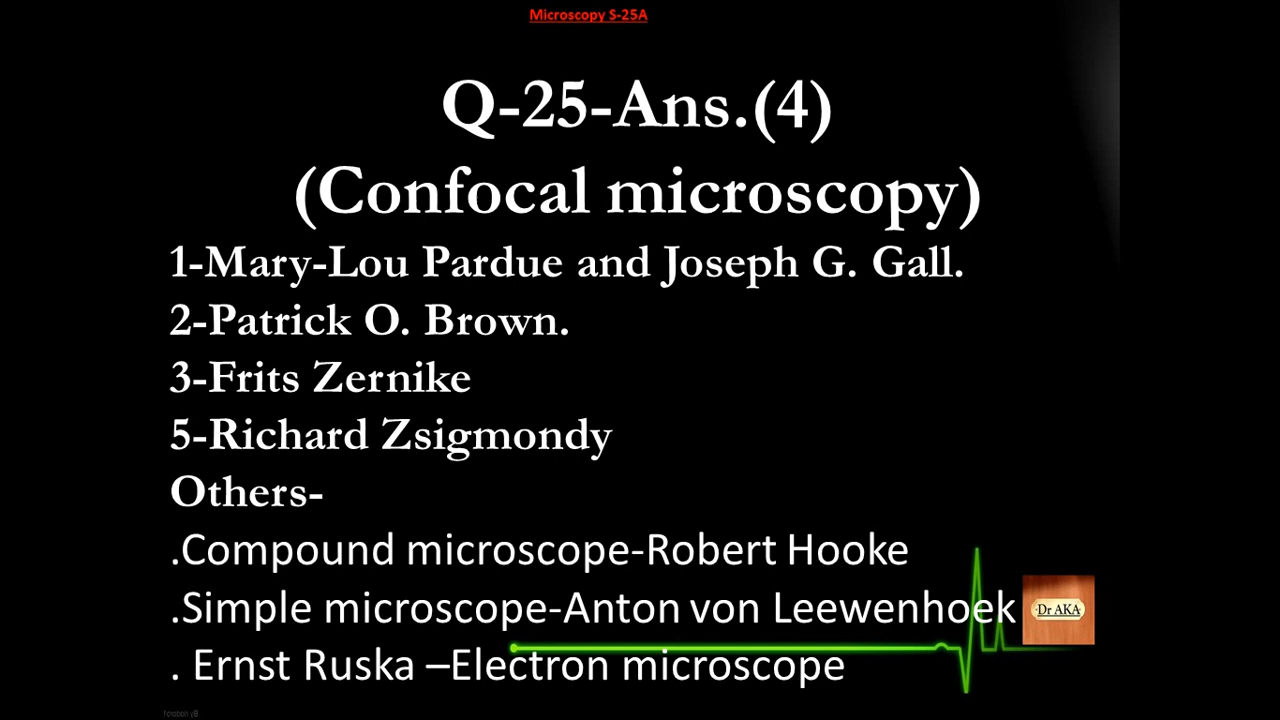 Microscopy S-25A
Q-25-Ans.(4)
(Confocal microscopy)
1-Mary-Lou Pardue and Joseph G. Gall.
2-Patrick O. Brown.
3-Frits Zernike
5-Richard Zsigmondy
Others-
.Compound microscope-Robert Hooke
.Simple microscope-Anton von Leewenhoek
Dr AKA
. Ernst Ruska –Electron microscope